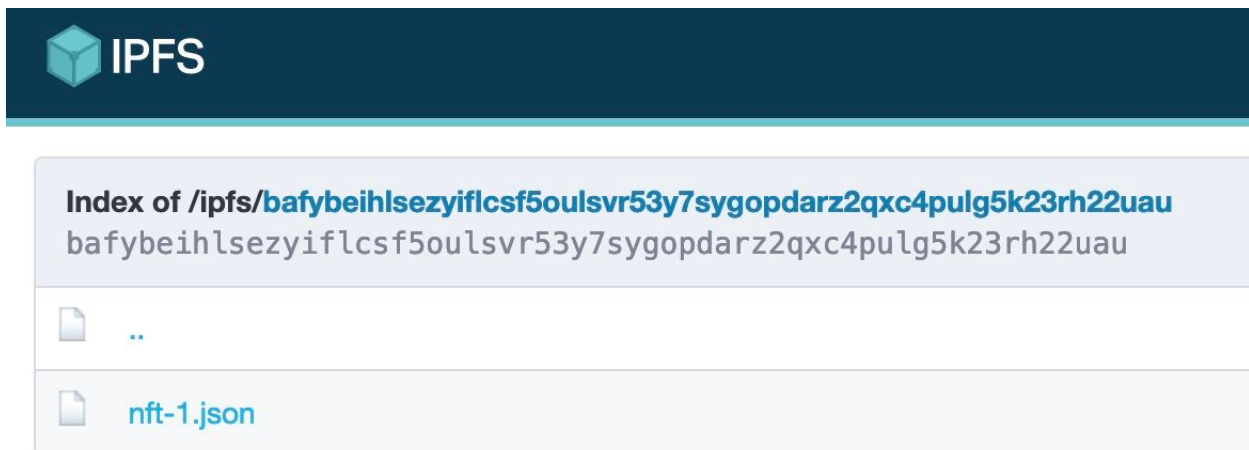 IPFS
Index of /ipfs/bafybeihlsezyiflcsf5oulsvr53y7sygopdarz2qxc4pulg5k23rh22uau
bafybeihlsezyiflcsf5oulsvr53y7sygopdarz2qxc4pulg5k23rh22uau
..
nft-1.json